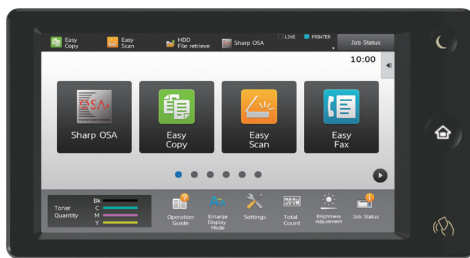 Easy
Copy
Easy
Scan
HDD
File retrieve
Sharp OSA
LINE
PRINTER
Job Status
10:00
OSA
Sharp OSA
Easy
Copy
Easy
Scan
Easy
Fax
Toner
Quantity
Bk
C
M
Y
Operation
Guide
Enlarge
Display
Mode
Settings
Total
Count
Brightness
Adjustment
Job Status